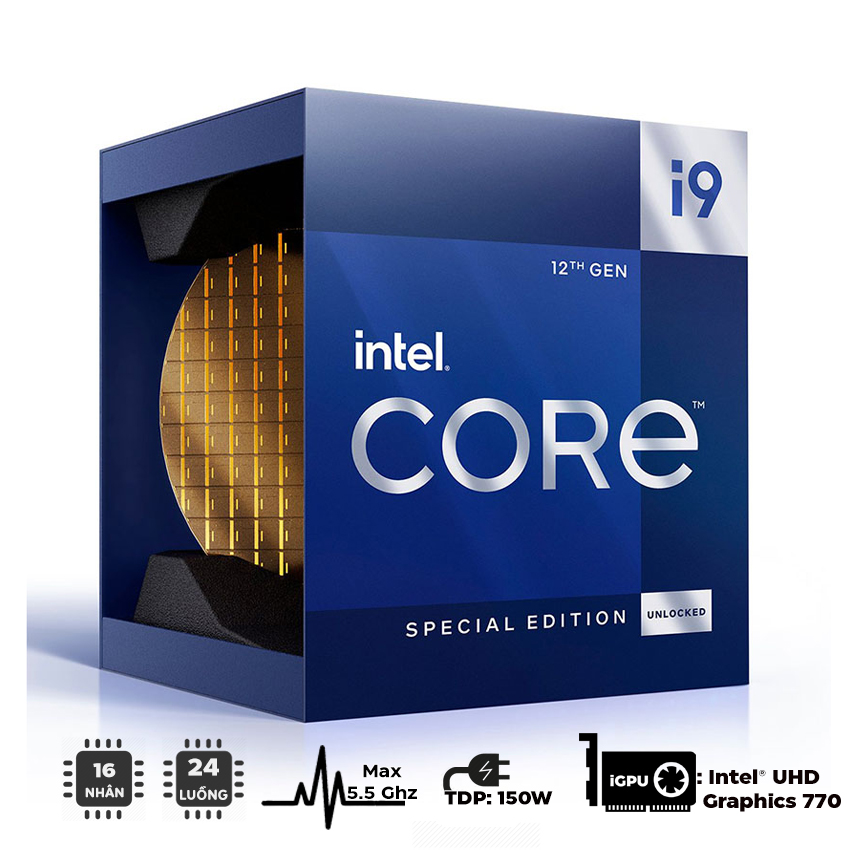 i9
12TH GEN
intel.
CORe™
SPECIAL EDITION
UNLOCKED
16
NHÂN
24
LUỒNG
Max
5.5 Ghz
TDP: 150W
iGPU
: Intel® UHD
Graphics 770